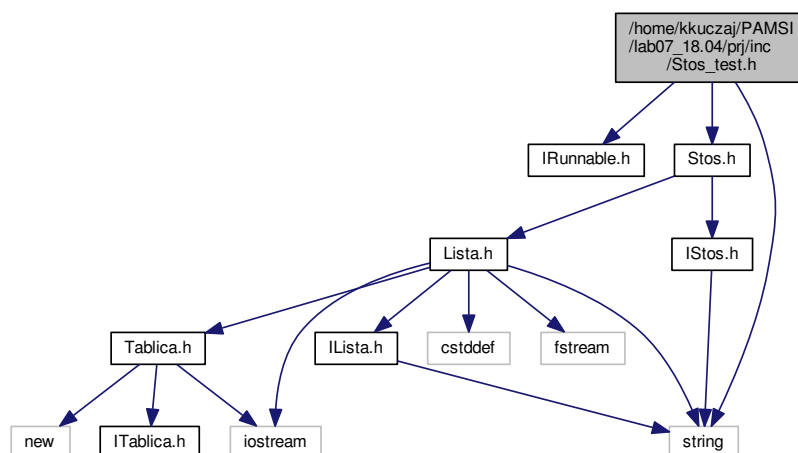 /home/kkuczaj/PAMSI
/lab07_18.04/prj/inc
/Stos_test.h
IRunnable.h
Stos.h
Lista.h
IStos.h
Tablica.h
ILista.h
cstddef
fstream
new
ITablica.h
iostream
string